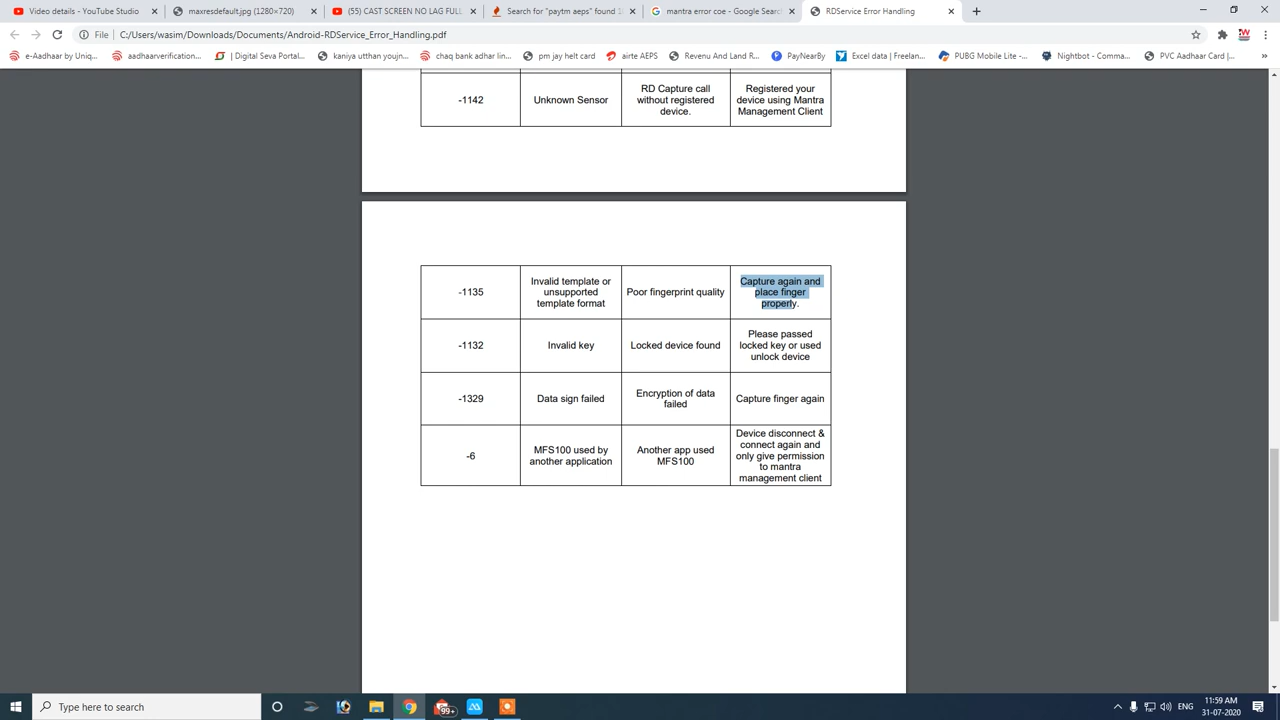 Video details - YouTube Studio
maxresdefault.jpg (1280×720)
(55) CAST SCREEN NO LAG FULL
Search for "paytm aeps" found 1
mantra error coe - Google Search
RDService Error Handling
File
C:/Users/wasim/Downloads/Documents/Android-RDService_Error_Handling.pdf
e-Aadhaar by Uniq...
aadhaarverification...
| Digital Seva Portal...
kaniya utthan youjn...
chaq bank adhar lin...
pm jay helt card
airte AEPS
Revenu And Land R...
PayNearBy
Excel data | Freelan...
PUBG Mobile Lite -...
Nightbot - Comma...
PVC Aadhaar Card |...
»
-1142
Unknown Sensor
RD Capture call
without registered
device.
Registered your
device using Mantra
Management Client
-1135
Invalid template or
unsupported
template format
Poor fingerprint quality
Capture again and
place finger
properly.
-1132
Invalid key
Locked device found
Please passed
locked key or used
unlock device
-1329
Data sign failed
Encryption of data
failed
Capture finger again
-6
MFS100 used by
another application
Another app used
MFS100
Device disconnect &
connect again and
only give permission
to mantra
management client
Type here to search
99+
ENG
11:59 AM
31-07-2020